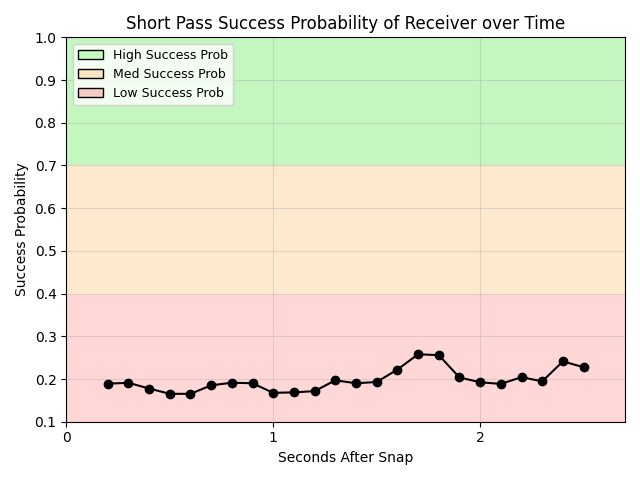 Short Pass Success Probability of Receiver over Time
1.0
High Success Prob
Med Success Prob
Low Success Prob
0.9
0.8
0.7
0.6
0.5
0.4
0.3
0.2
0.1
Success Probability
0 1 2
Seconds After Snap